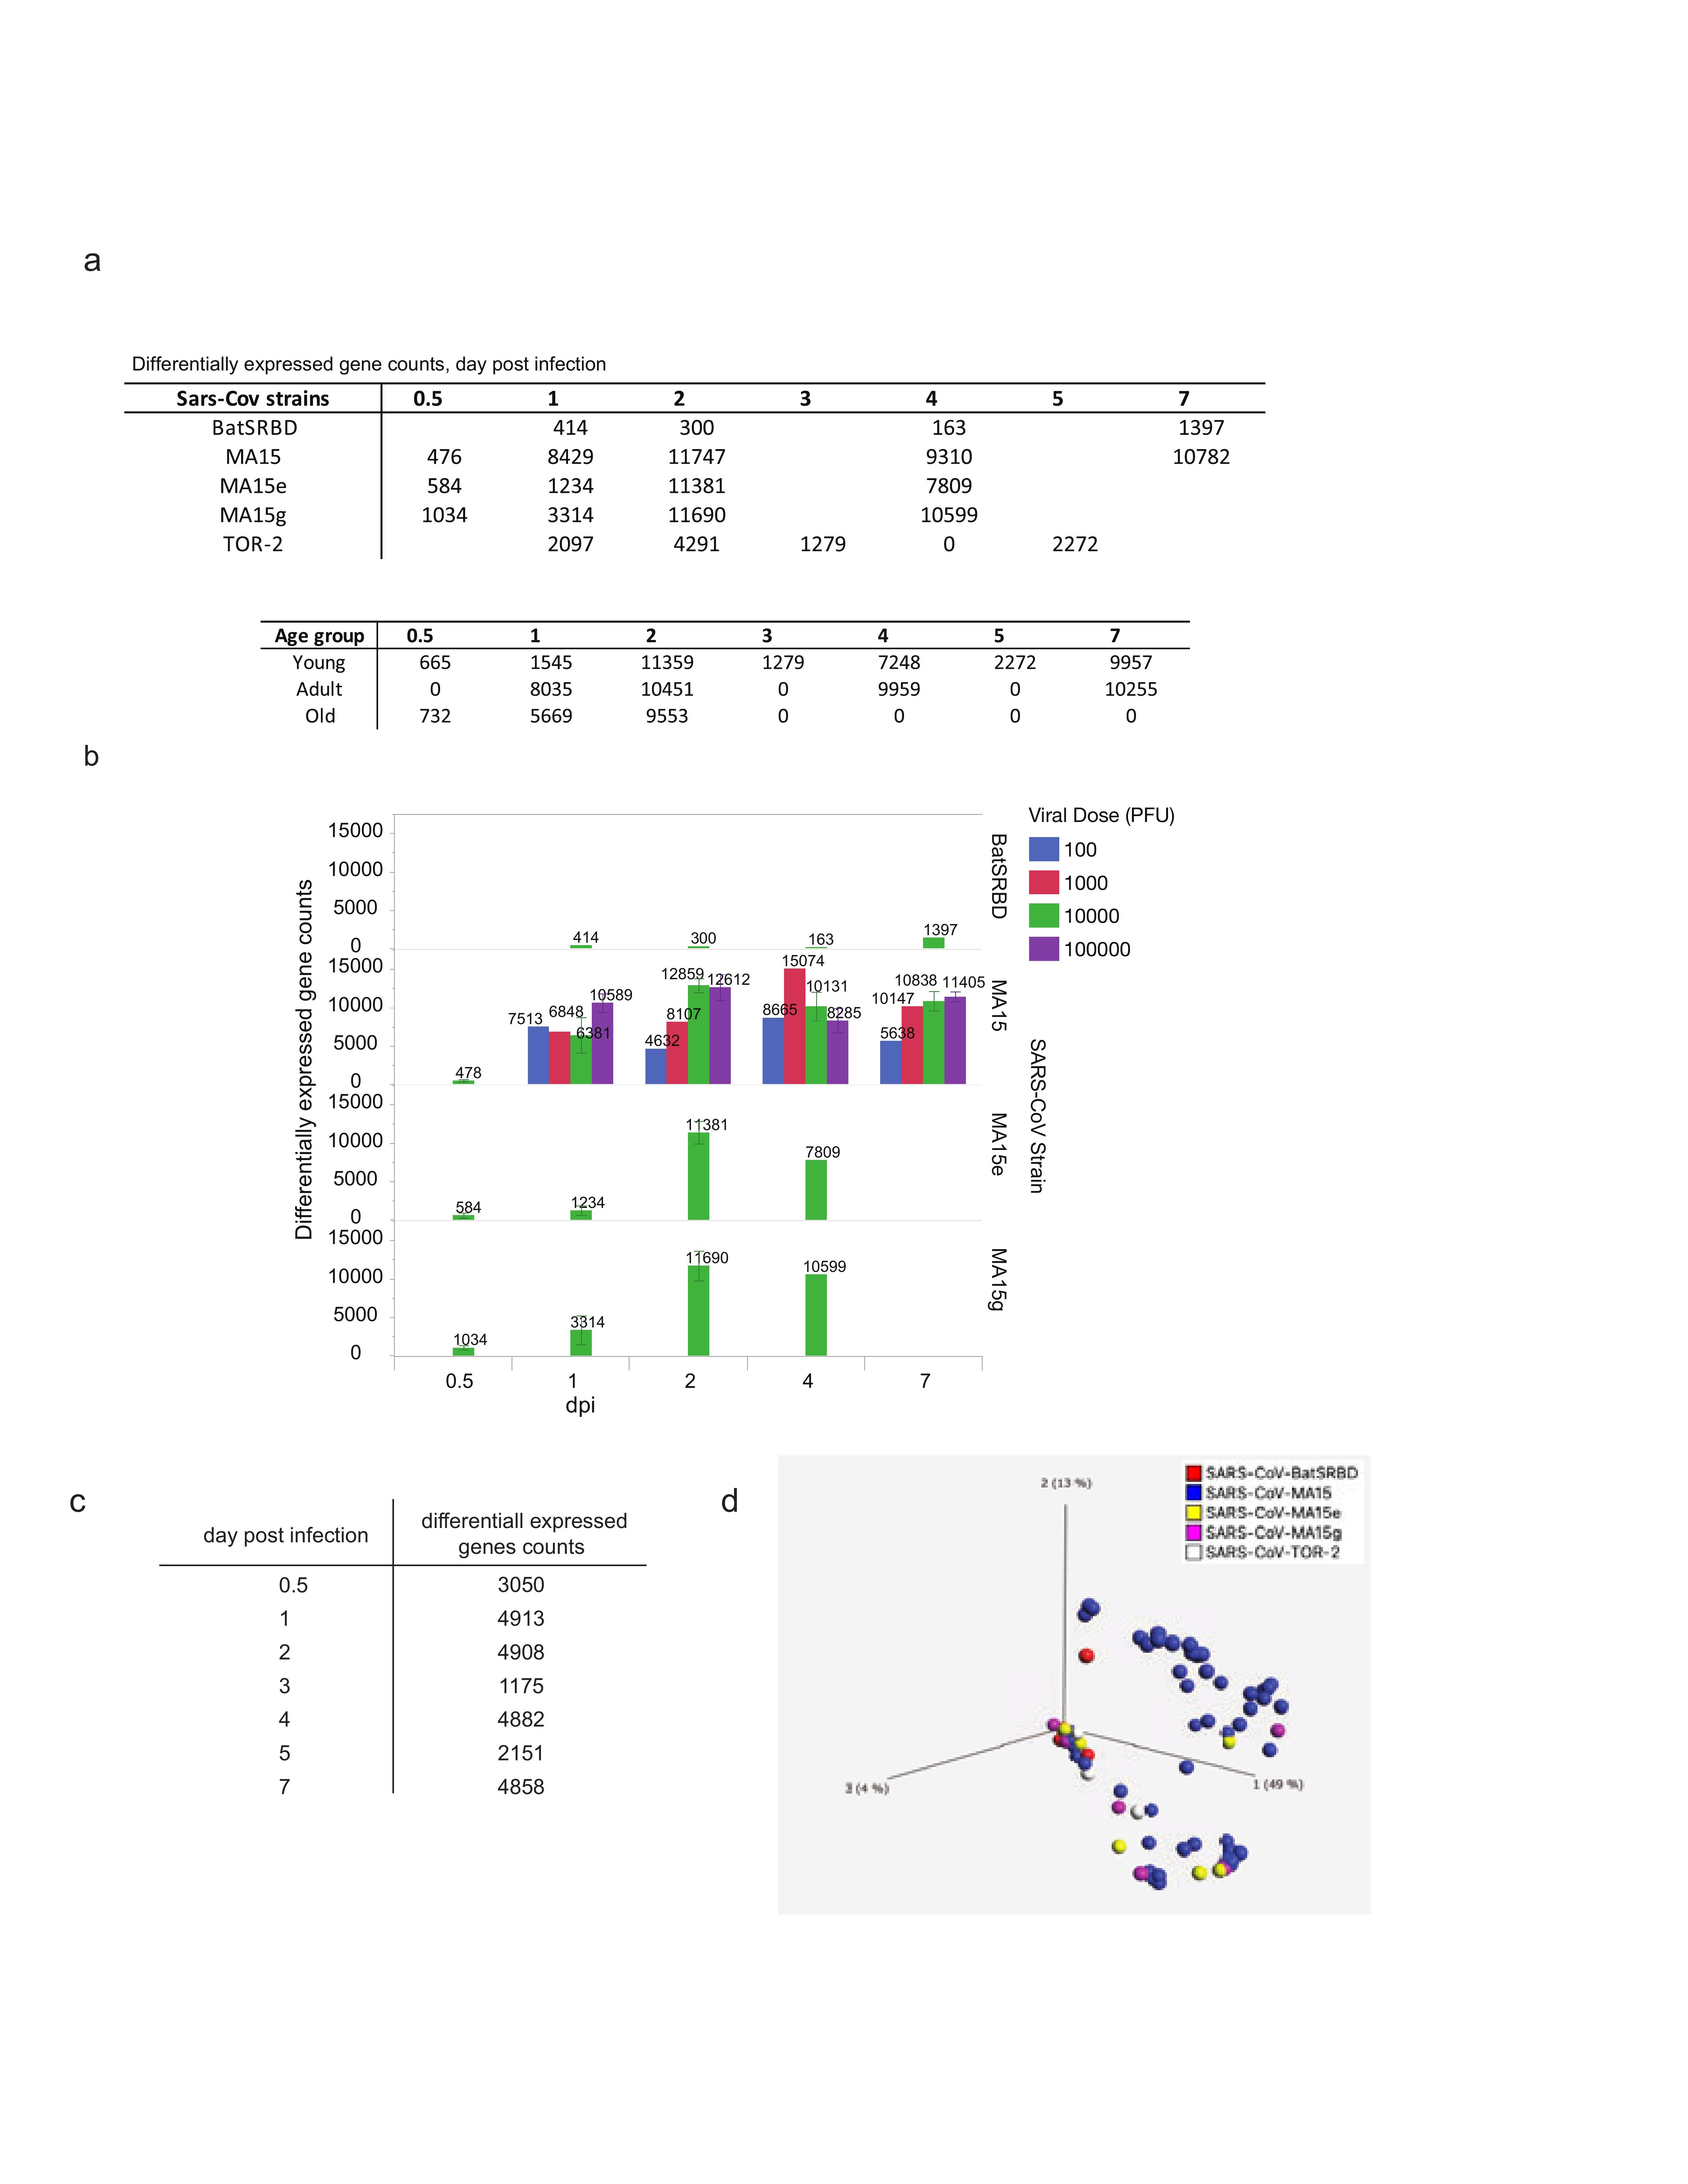 a
Differentially expressed gene counts, day post infection
Sars-Cov strains 0.5 1 2 3 4 5 7
BatSRBD 414 300 163 1397
MA15 476 8429 11747 9310 10782
MA15e 584 1234 11381 7809
MA15g 1034 3314 11690 10599
TOR-2 2097 4291 1279 0 2272
Age group 0.5 1 2 3 4 5 7
Young 665 1545 11359 1279 7248 2272 9957
Adult 0 8035 10451 0 9959 0 10255
Old 732 5669 9553 0 0 0 0
b
Differentially expressed gene counts
15000
10000
5000
0
414 300 163 1397
BatSRBD
15000
10000
5000
0
478
7513 6848 6381 10589
4632 8107 12859 12612
8665 15074 10131 8285
5638 10147 10838 11405
MA15
15000
10000
5000
0
584 1234 11381 7809
MA15e
15000
10000
5000
0
1034 3314 11690 10599
MA15g
0.5 1 2 4 7
dpi
SARS-CoV Strain
Viral Dose (PFU)
100
1000
10000
100000
c
day post infection
differentiall expressed
genes counts
0.5 3050
1 4913
2 4908
3 1175
4 4882
5 2151
7 4858
d
2 (13 %)
3 (4 %)
1 (49 %)
SARS-CoV-BatSRBD
SARS-CoV-MA15
SARS-CoV-MA15e
SARS-CoV-MA15g
SARS-CoV-TOR-2